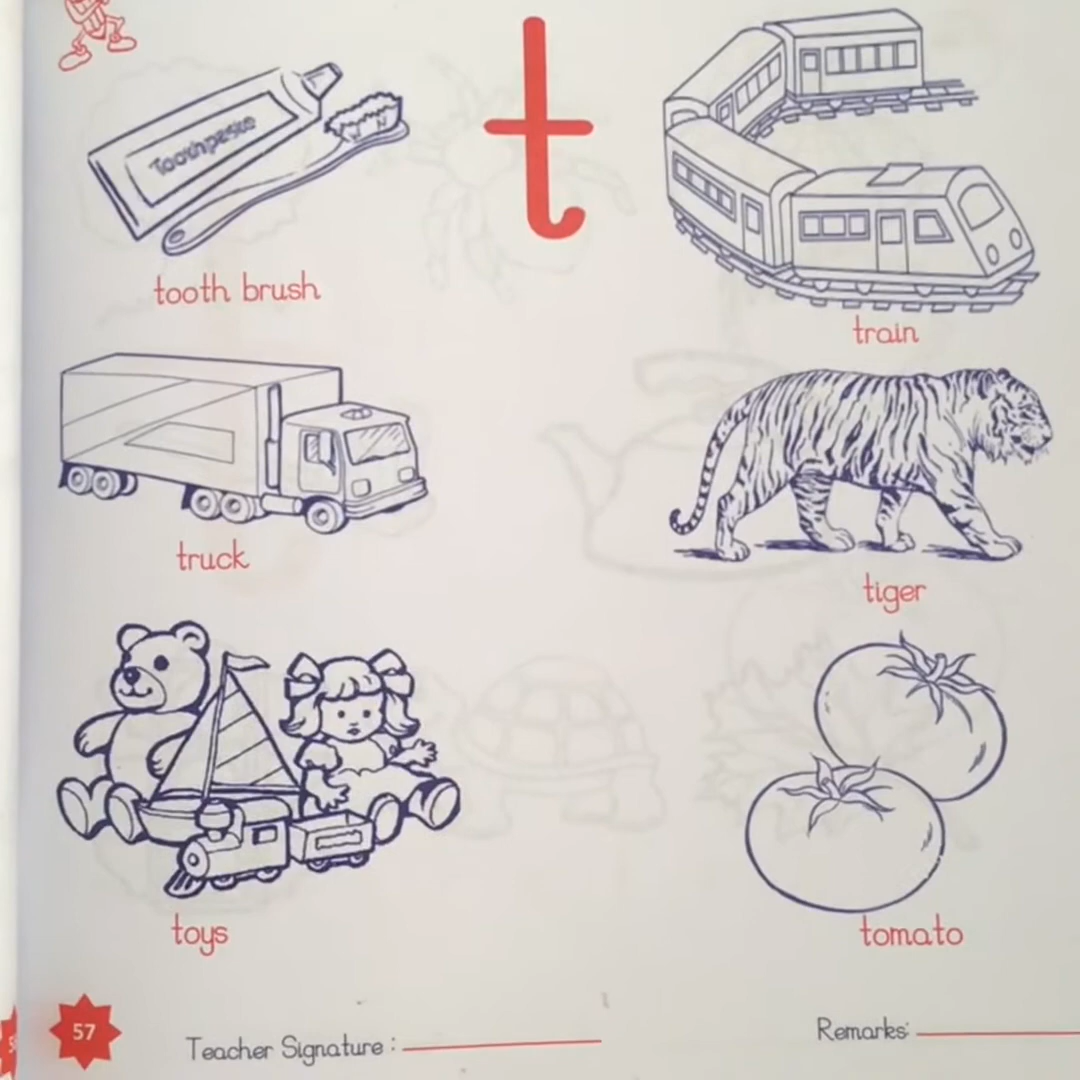 t
Toothpaste
tooth brush
train
truck
tiger
toys
tomato
57
Teacher Signature :
Remarks: